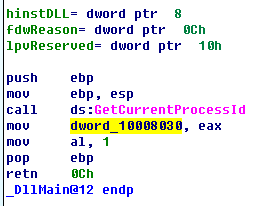 hinstDLL= dword ptr  8
fdwReason= dword ptr  0Ch
lpvReserved= dword ptr  10h
push    ebp
mov     ebp, esp
call    ds:GetCurrentProcessId
mov     dword_10008030, eax
mov     al, 1
pop     ebp
retn    0Ch
_DllMain@12 endp